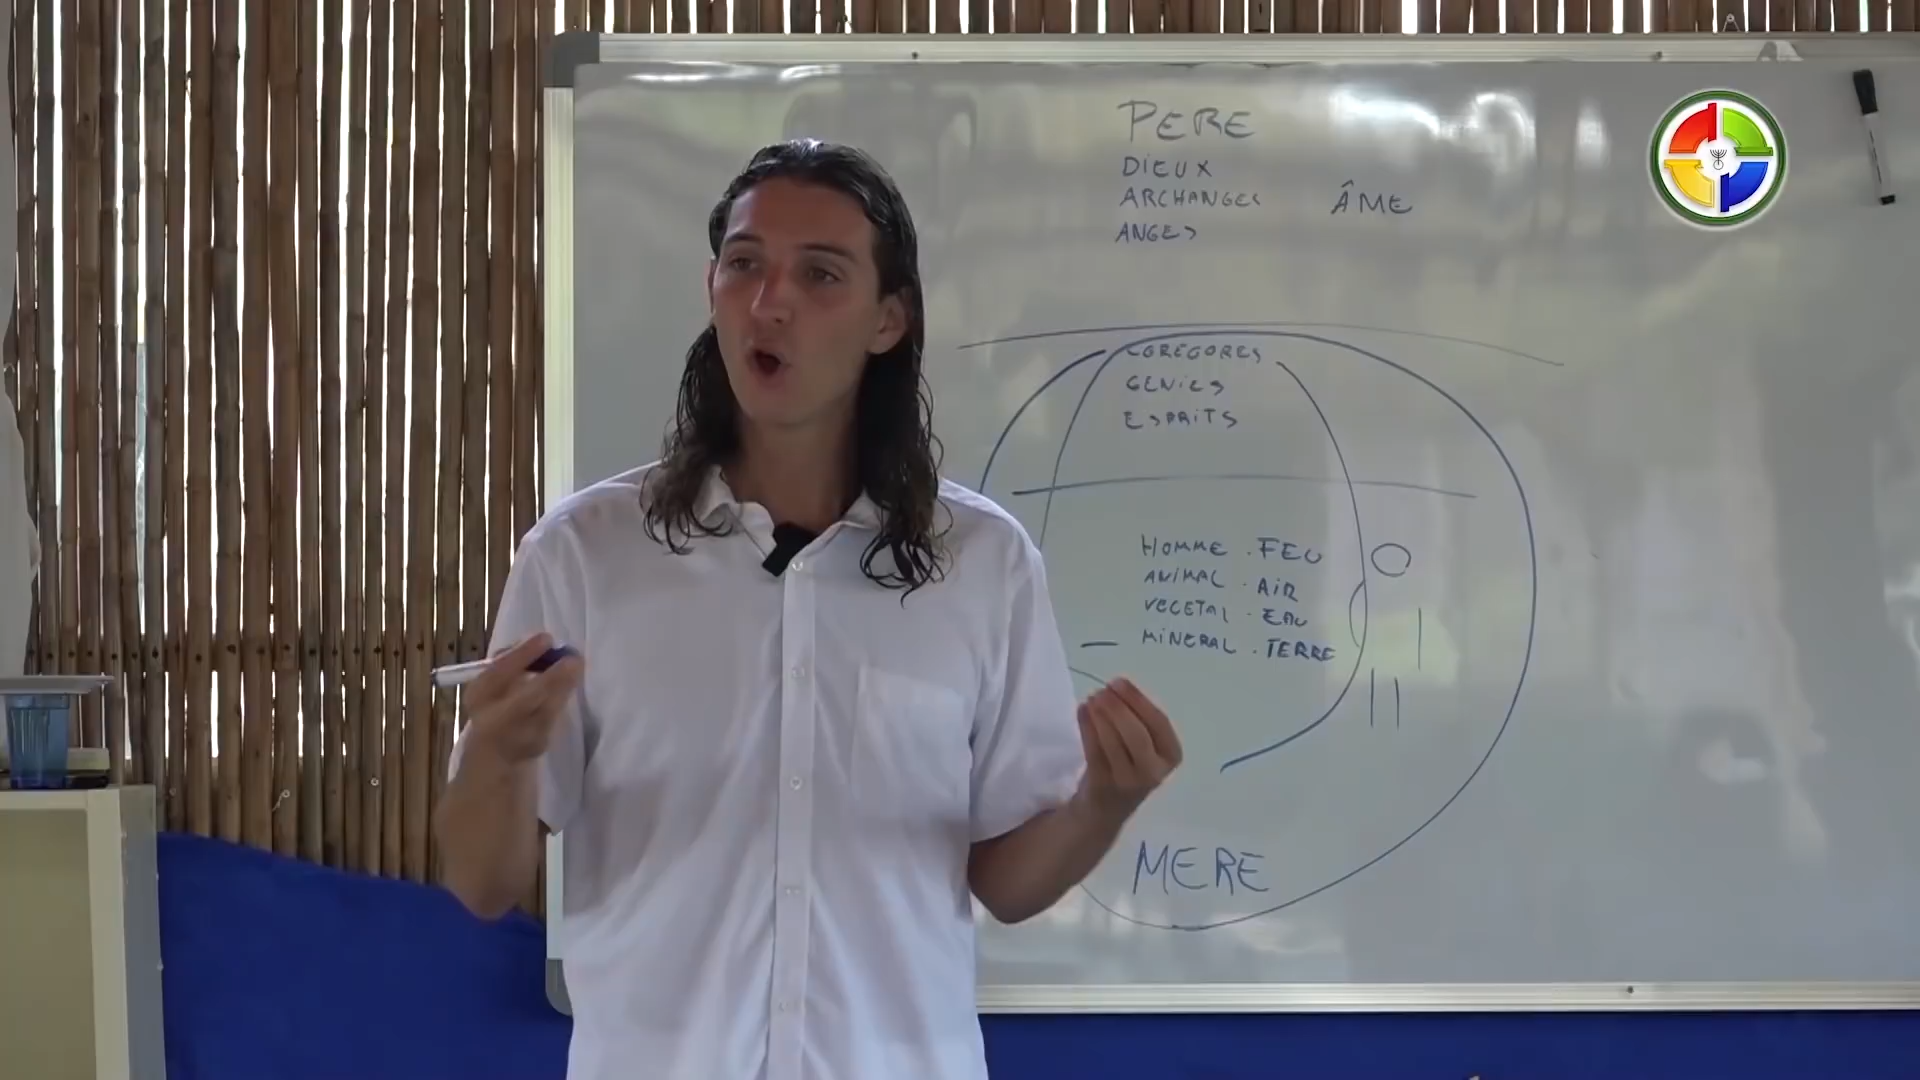 PERE
DIEUX
ARCHANGES ÂME
ANGES
EGREGORES
GENIES
ESPRITS
HOMME . FEU
ANIMAL . AIR
VEGETAL . EAU
MINERAL . TERRE
MERE